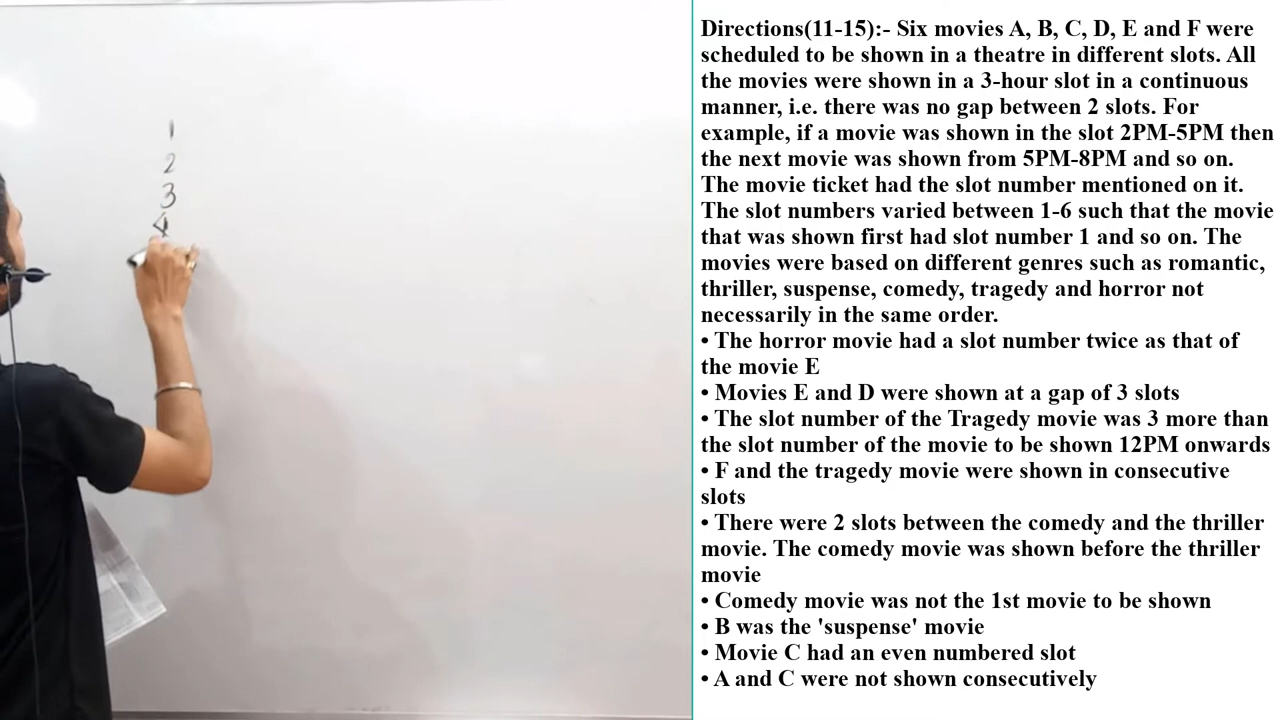 1
2
3
4
Directions(11-15):- Six movies A, B, C, D, E and F were
scheduled to be shown in a theatre in different slots. All
the movies were shown in a 3-hour slot in a continuous
manner, i.e. there was no gap between 2 slots. For
example, if a movie was shown in the slot 2PM-5PM then
the next movie was shown from 5PM-8PM and so on.
The movie ticket had the slot number mentioned on it.
The slot numbers varied between 1-6 such that the movie
that was shown first had slot number 1 and so on. The
movies were based on different genres such as romantic,
thriller, suspense, comedy, tragedy and horror not
necessarily in the same order.
• The horror movie had a slot number twice as that of
the movie E
• Movies E and D were shown at a gap of 3 slots
• The slot number of the Tragedy movie was 3 more than
the slot number of the movie to be shown 12PM onwards
• F and the tragedy movie were shown in consecutive
slots
• There were 2 slots between the comedy and the thriller
movie. The comedy movie was shown before the thriller
movie
• Comedy movie was not the 1st movie to be shown
• B was the 'suspense' movie
• Movie C had an even numbered slot
• A and C were not shown consecutively